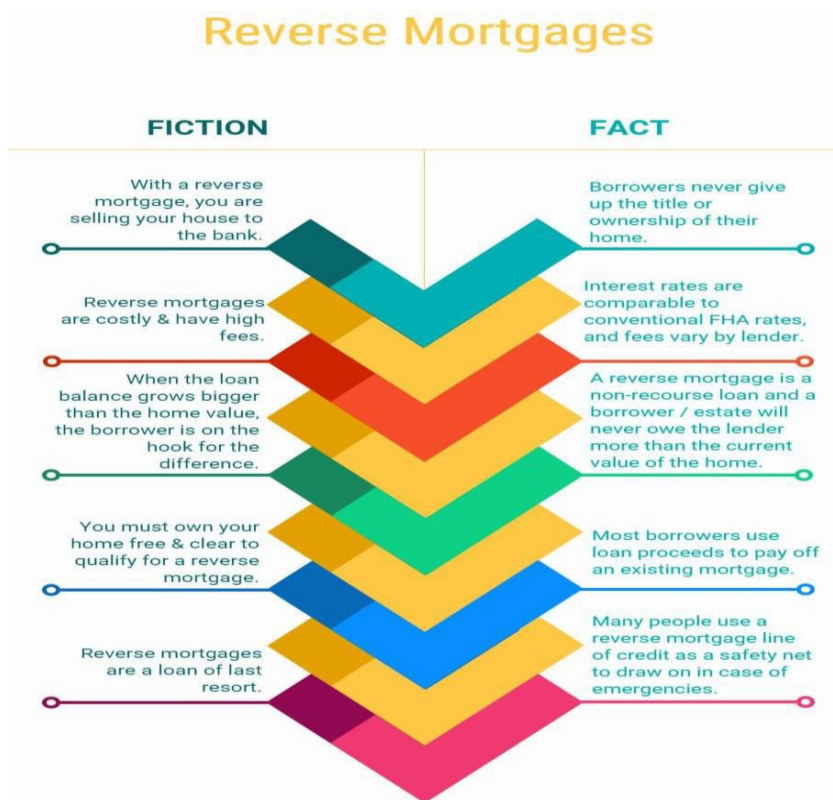 Reverse Mortgages
FICTION
FACT
With a reverse
mortgage, you are
selling your house to
the bank.
Borrowers never give
up the title or
ownership of their
home.
Reverse mortgages
are costly & have high
fees.
Interest rates are
comparable to
conventional FHA rates,
and fees vary by lender.
When the loan
balance grows bigger
than the home value,
the borrower is on the
hook for the
difference.
A reverse mortgage is a
non-recourse loan and a
borrower / estate will
never owe the lender
more than the current
value of the home.
You must own your
home free & clear to
qualify for a reverse
mortgage.
Most borrowers use
loan proceeds to pay off
an existing mortgage.
Reverse mortgages
are a loan of last
resort.
Many people use a
reverse mortgage line
of credit as a safety net
to draw on in case of
emergencies.